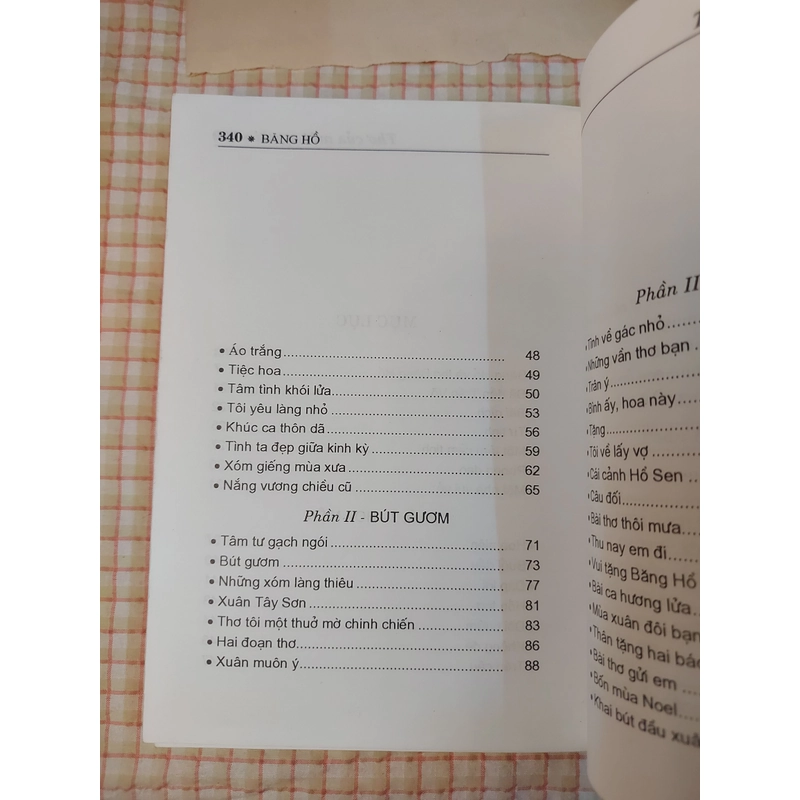 340 * BĂNG HỒ
• Áo trắng 48
• Tiệc hoa 49
• Tâm tình khói lửa 50
• Tôi yêu làng nhỏ 53
• Khúc ca thôn dã 56
• Tình ta đẹp giữa kinh kỳ 59
• Xóm giếng mùa xưa 62
• Nắng vương chiều cũ 65
Phần II - BÚT GƯƠM
• Tâm tư gạch ngói 71
• Bút gươm 73
• Những xóm làng thiêu 77
• Xuân Tây Sơn 81
• Thơ tôi một thuở mờ chinh chiến 83
• Hai đoạn thơ 86
• Xuân muôn ý 88
Phần II
• Tình về gác nhỏ
• Những vần thơ bạn
• Trân ý
• Bình ấy, hoa này
• Tặng
• Tôi về lấy vợ
• Cái cảnh Hồ Sen
• Câu đối
• Bài thơ thôi mưa
• Thu nay em đi
• Vui tặng Băng Hồ
• Bài ca hương lửa
• Mùa xuân đôi bạn
• Thân tặng hai bác
• Bài thơ gửi em
• Bốn mùa Noel
• Khai bút đầu xuâ